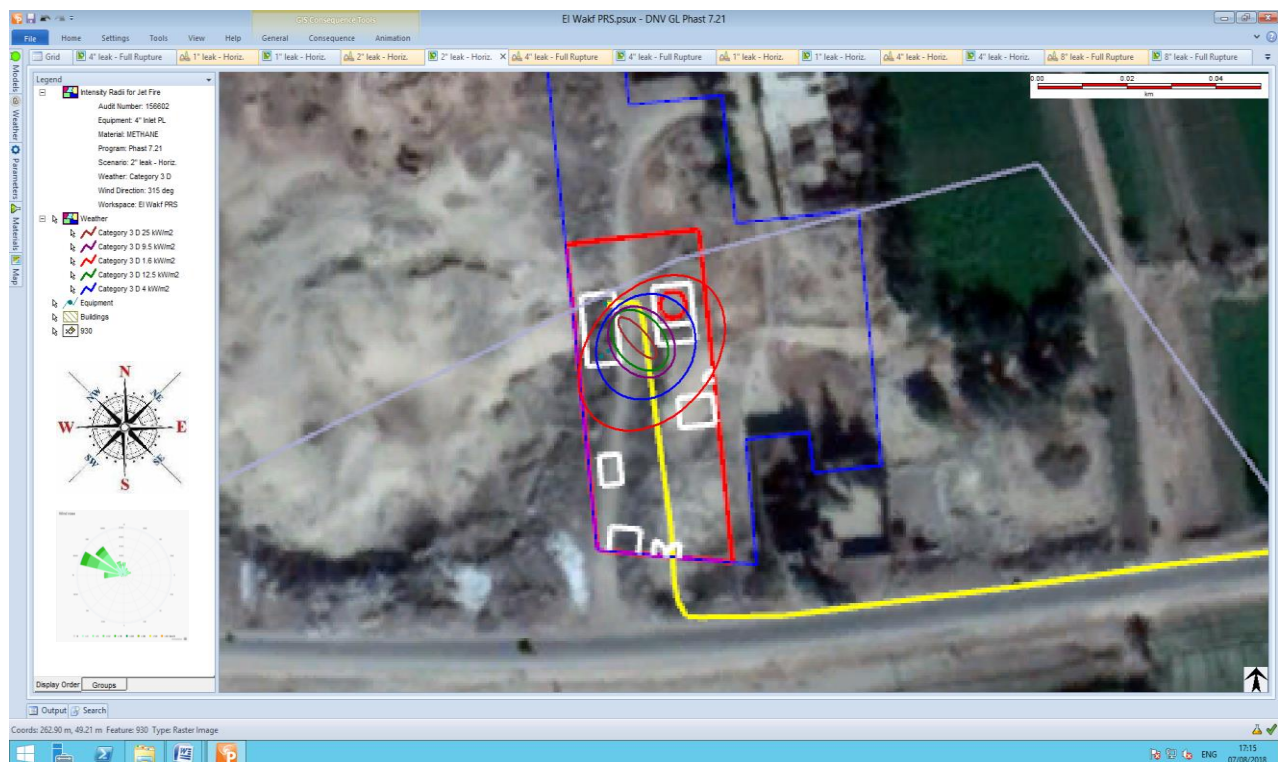 GIS Consequence Tools
El Wakf PRS.psux - DNV GL Phast 7.21
File Home Settings Tools View Help General Consequence Animation
Grid 4" leak - Full Rupture 1" leak - Horiz. 1" leak - Horiz. 2" leak - Horiz. 2" leak - Horiz. 4" leak - Full Rupture 4" leak - Full Rupture 1" leak - Horiz. 1" leak - Horiz. 4" leak - Horiz. 4" leak - Horiz. 8" leak - Full Rupture 8" leak - Full Rupture
Models
Weather
Parameters
Materials
Map
Legend
Intensity Radii for Jet Fire
Audit Number: 156602
Equipment: 4" Inlet PL
Material: METHANE
Program: Phast 7.21
Scenario: 2" leak - Horiz.
Weather: Category 3 D
Wind Direction: 315 deg
Workspace: El Wakf PRS
Weather
Category 3 D 25 kW/m2
Category 3 D 9.5 kW/m2
Category 3 D 1.6 kW/m2
Category 3 D 12.5 kW/m2
Category 3 D 4 kW/m2
Equipment
Buildings
930
0.00 0.02 0.04
km
N
NW NE
W E
SW SE
S
Display Order Groups
Output Search
Coords: 262.90 m, 49.21 m Feature: 930 Type: Raster Image
ENG 17:15
07/08/2018